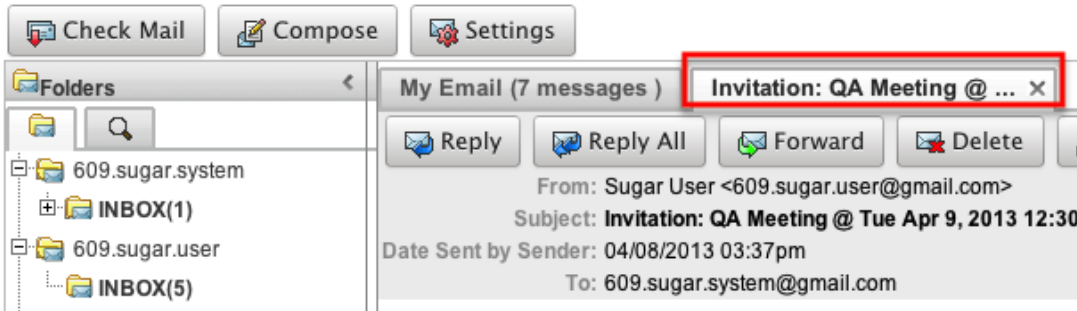 Check Mail Compose Settings
Folders
My Email (7 messages ) Invitation: QA Meeting @ ...
Reply Reply All Forward Delete
609.sugar.system
INBOX(1)
609.sugar.user
INBOX(5)
From: Sugar User <609.sugar.user@gmail.com>
Subject: Invitation: QA Meeting @ Tue Apr 9, 2013 12:30
Date Sent by Sender: 04/08/2013 03:37pm
To: 609.sugar.system@gmail.com